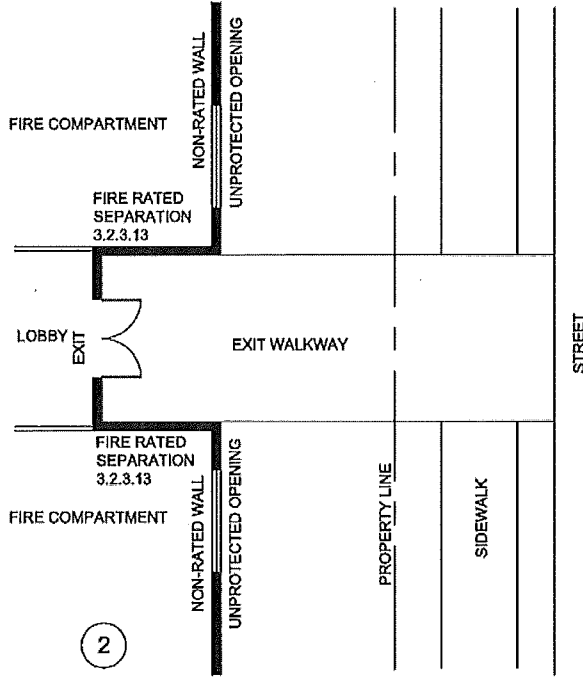 NON-RATED WALL
UNPROTECTED OPENING
FIRE COMPARTMENT
FIRE RATED
SEPARATION
3.2.3.13
LOBBY
EXIT
EXIT WALKWAY
STREET
FIRE RATED
SEPARATION
3.2.3.13
FIRE COMPARTMENT
NON-RATED WALL
UNPROTECTED OPENING
PROPERTY LINE
SIDEWALK
2